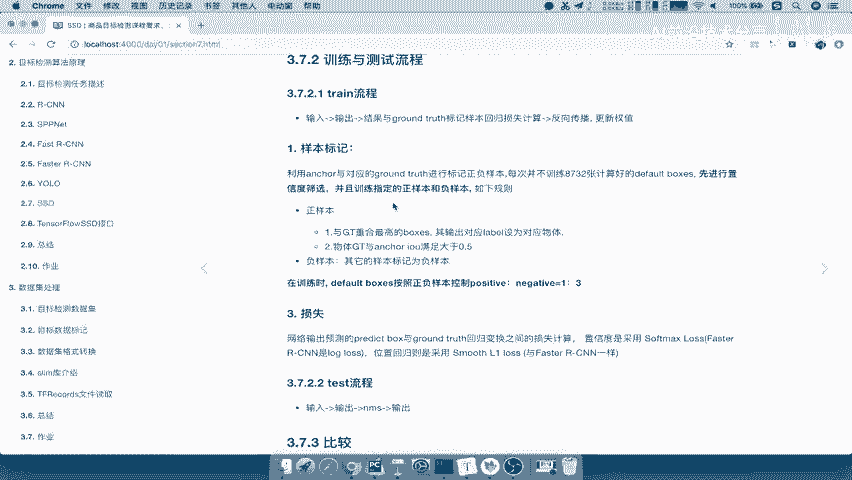 Chrome 文件 修改 视图 历史记录 书签 其他人 电动窗 帮助
100%
SSD | 商品目标检测课程需求、
localhost:4000/day01/section7.html
2. 目标检测算法原理
2.1. 目标检测任务描述
2.2. R-CNN
2.3. SPPNet
2.4. Fast R-CNN
2.5. Faster R-CNN
2.6. YOLO
2.7. SSD
2.8. TensorFlowSSD接口
2.9. 总结
2.10. 作业
3. 数据集处理
3.1. 目标检测数据集
3.2. 目标数据标记
3.3. 数据集格式转换
3.4. slim库介绍
3.5. TFRecords文件读取
3.6. 总结
3.7. 作业
3.7.2 训练与测试流程
3.7.2.1 train流程
输入->输出->结果与ground truth标记样本回归损失计算->反向传播, 更新权值
1. 样本标记:
利用anchor与对应的ground truth进行标记正负样本,每次并不训练8732张计算好的default boxes, 先进行置
信度筛选，并且训练指定的正样本和负样本, 如下规则
正样本
1.与GT重合最高的boxes, 其输出对应label设为对应物体.
2.物体GT与anchor iou满足大于0.5
负样本：其它的样本标记为负样本
在训练时, default boxes按照正负样本控制positive：negative=1：3
3. 损失
网络输出预测的predict box与ground truth回归变换之间的损失计算， 置信度是采用 Softmax Loss(Faster
R-CNN是log loss)，位置回归则是采用 Smooth L1 loss (与Faster R-CNN一样)
3.7.2.2 test流程
输入->输出->nms->输出
3.7.3 比较